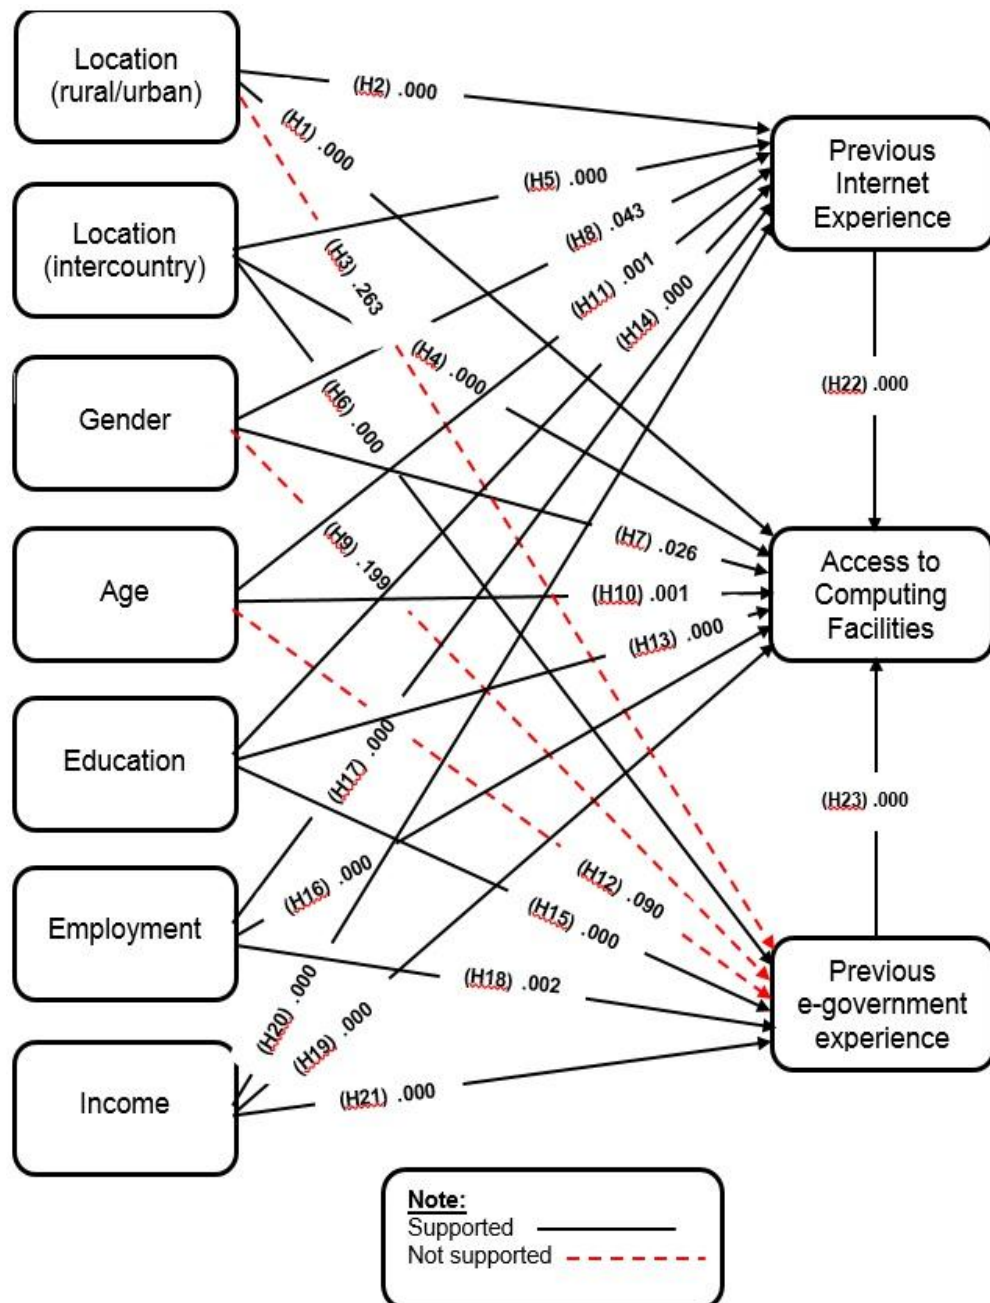 Location
(rural/urban)
Location
(intercountry)
Gender
Age
Education
Employment
Income
(H2) .000
(H1) .000
(H5) .000
(H3) .263
(H8) .043
(H11) .001
(H14) .000
(H4) .000
(H6) .000
(H22) .000
(H9) .199
(H7) .026
(H10) .001
(H13) .000
(H17) .000
(H16) .000
(H12) .090
(H15) .000
(H23) .000
(H18) .002
(H20) .000
(H19) .000
(H21) .000
Previous
Internet
Experience
Access to
Computing
Facilities
Previous
e-government
experience
Note:
Supported
Not supported